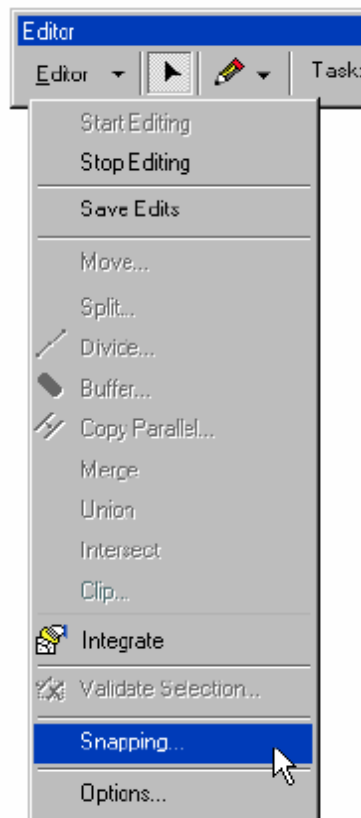 Editor
Editor Task:
Start Editing
Stop Editing
Save Edits
Move...
Split...
Divide...
Buffer...
Copy Parallel...
Merge
Union
Intersect
Clip...
Integrate
Validate Selection...
Snapping...
Options...